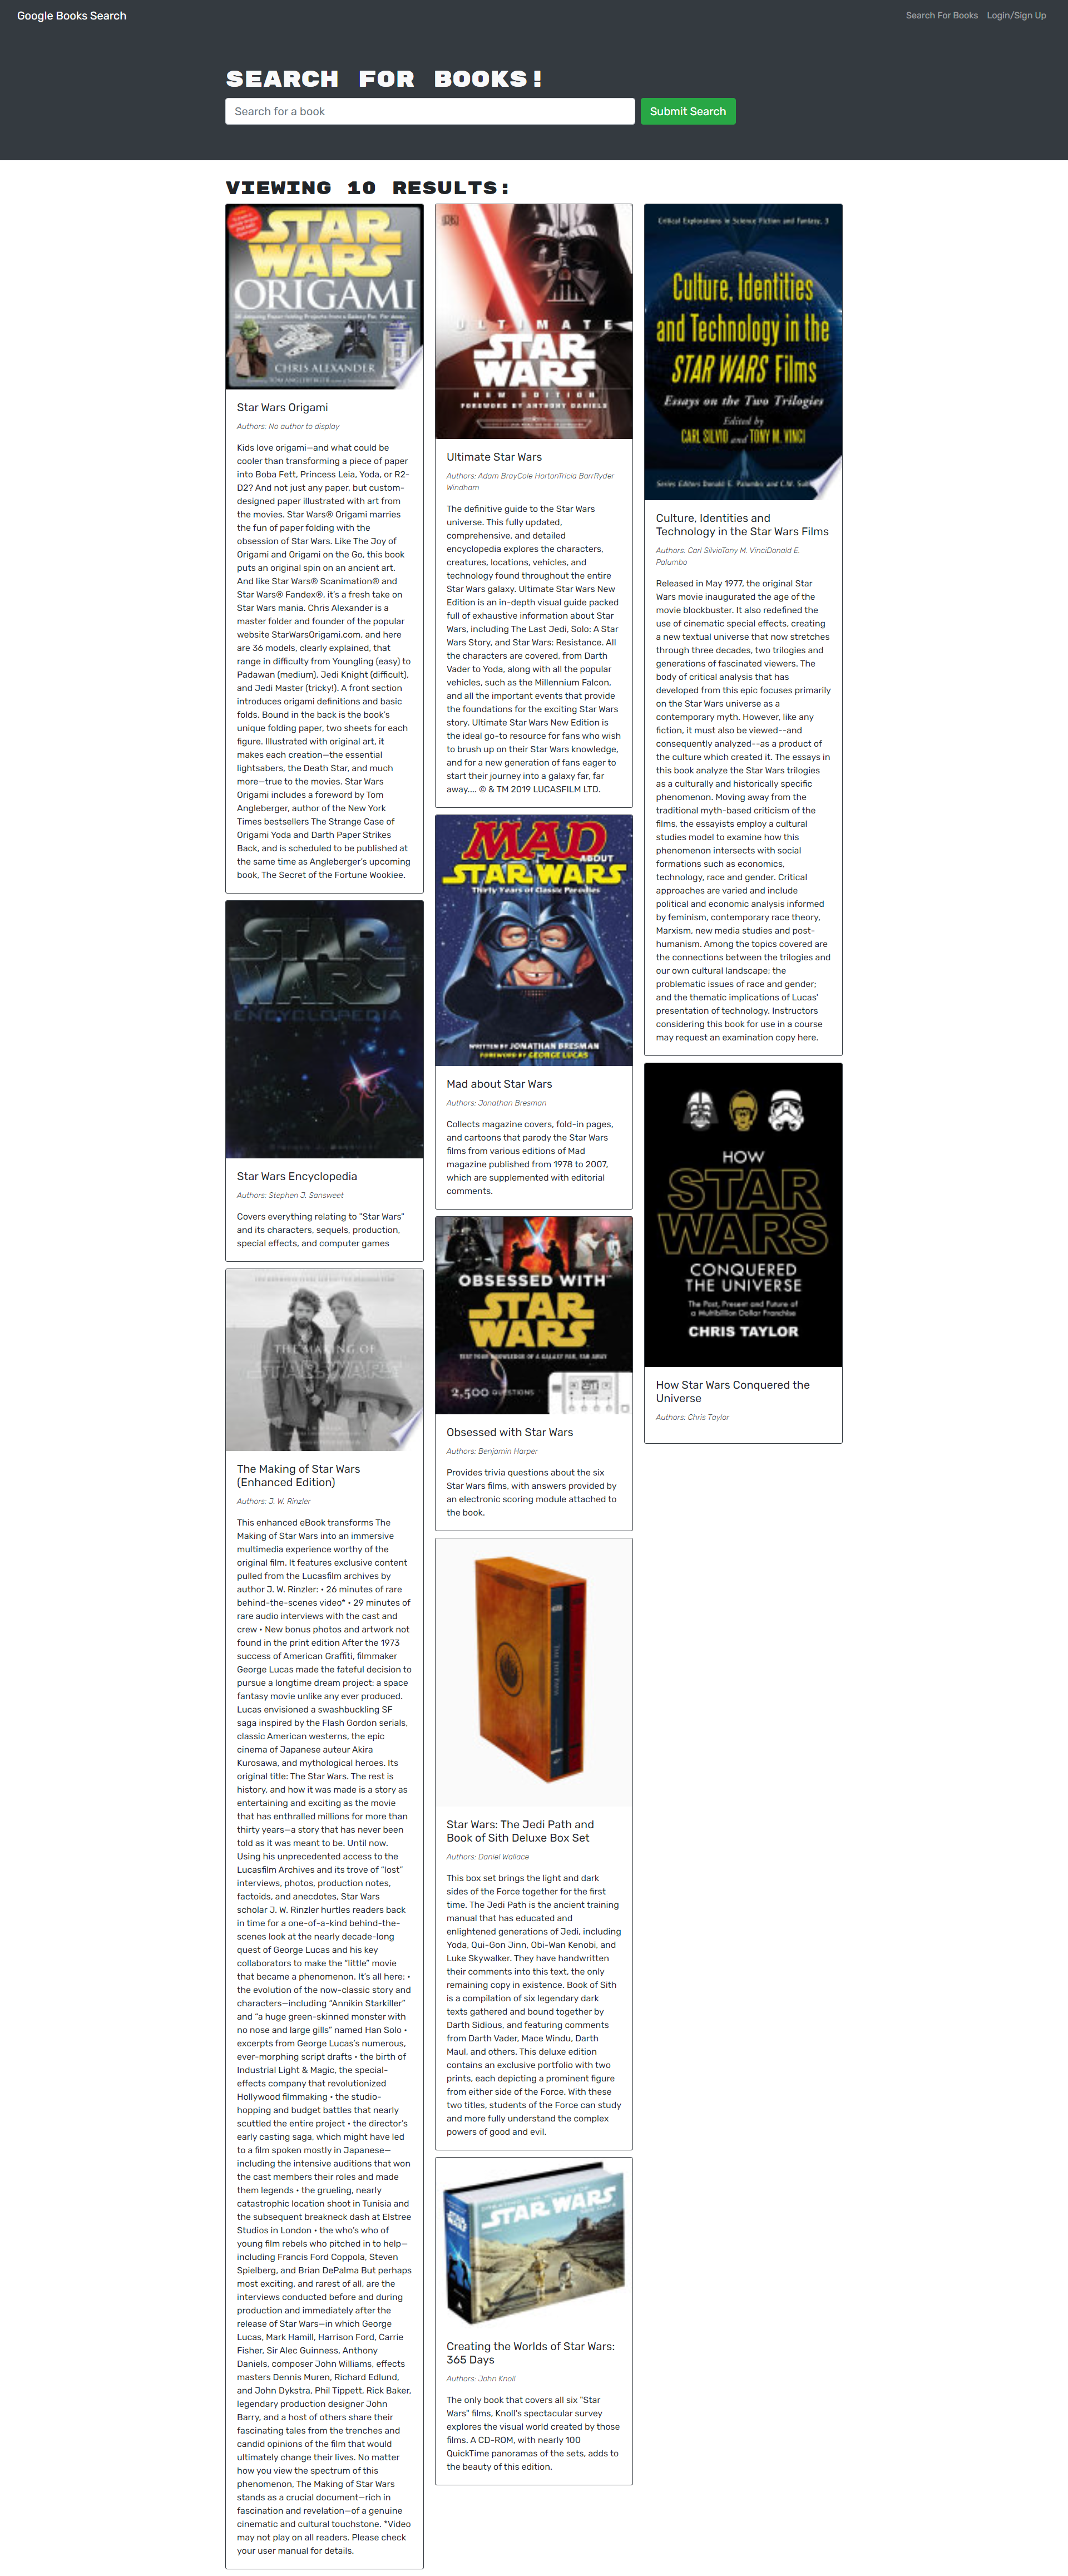 Google Books Search
Search For Books
Login/Sign Up
SEARCH FOR BOOKS!
Search for a book
Submit Search
VIEWING 10 RESULTS:
STAR
WARS
ORIGAMI
CHRIS ALEXANDER
TOM ANGLEBERGER
Star Wars Origami
Authors: No author to display
Kids love origami—and what could be
cooler than transforming a piece of paper
into Boba Fett, Princess Leia, Yoda, or R2-
D2? And not just any paper, but custom-
designed paper illustrated with art from
the movies. Star Wars® Origami marries
the fun of paper folding with the
obsession of Star Wars. Like The Joy of
Origami and Origami on the Go, this book
puts an original spin on an ancient art.
And like Star Wars® Scanimation® and
Star Wars® Fandex®, it's a fresh take on
Star Wars mania. Chris Alexander is a
master folder and founder of the popular
website StarWarsOrigami.com, and here
are 36 models, clearly explained, that
range in difficulty from Youngling (easy) to
Padawan (medium), Jedi Knight (difficult),
and Jedi Master (tricky!). A front section
introduces origami definitions and basic
folds. Bound in the back is the book's
unique folding paper, two sheets for each
figure. Illustrated with original art, it
makes each creation—the essential
lightsabers, the Death Star, and much
more—true to the movies. Star Wars
Origami includes a foreword by Tom
Angleberger, author of the New York
Times bestsellers The Strange Case of
Origami Yoda and Darth Paper Strikes
Back, and is scheduled to be published at
the same time as Angleberger's upcoming
book, The Secret of the Fortune Wookiee.
STAR
WARS
ENCYCLOPEDIA
Star Wars Encyclopedia
Authors: Stephen J. Sansweet
Covers everything relating to "Star Wars"
and its characters, sequels, production,
special effects, and computer games
THE MAKING OF
STAR WARS
The Making of Star Wars
(Enhanced Edition)
Authors: J. W. Rinzler
This enhanced eBook transforms The
Making of Star Wars into an immersive
multimedia experience worthy of the
original film. It features exclusive content
pulled from the Lucasfilm archives by
author J. W. Rinzler: • 26 minutes of rare
behind-the-scenes video* • 29 minutes of
rare audio interviews with the cast and
crew • New bonus photos and artwork not
found in the print edition After the 1973
success of American Graffiti, filmmaker
George Lucas made the fateful decision to
pursue a longtime dream project: a space
fantasy movie unlike any ever produced.
Lucas envisioned a swashbuckling SF
saga inspired by the Flash Gordon serials,
classic American westerns, the epic
cinema of Japanese auteur Akira
Kurosawa, and mythological heroes. Its
original title: The Star Wars. The rest is
history, and how it was made is a story as
entertaining and exciting as the movie
that has enthralled millions for more than
thirty years—a story that has never been
told as it was meant to be. Until now.
Using his unprecedented access to the
Lucasfilm Archives and its trove of "lost"
interviews, photos, production notes,
factoids, and anecdotes, Star Wars
scholar J. W. Rinzler hurtles readers back
in time for a one-of-a-kind behind-the-
scenes look at the nearly decade-long
quest of George Lucas and his key
collaborators to make the "little" movie
that became a phenomenon. It's all here: •
the evolution of the now-classic story and
characters—including "Annikin Starkiller"
and "a huge green-skinned monster with
no nose and large gills" named Han Solo •
excerpts from George Lucas's numerous,
ever-morphing script drafts • the birth of
Industrial Light & Magic, the special-
effects company that revolutionized
Hollywood filmmaking • the studio-
hopping and budget battles that nearly
scuttled the entire project • the director's
early casting saga, which might have led
to a film spoken mostly in Japanese—
including the intensive auditions that won
the cast members their roles and made
them legends • the grueling, nearly
catastrophic location shoot in Tunisia and
the subsequent breakneck dash at Elstree
Studios in London • the who's who of
young film rebels who pitched in to help—
including Francis Ford Coppola, Steven
Spielberg, and Brian DePalma But perhaps
most exciting, and rarest of all, are the
interviews conducted before and during
production and immediately after the
release of Star Wars—in which George
Lucas, Mark Hamill, Harrison Ford, Carrie
Fisher, Sir Alec Guinness, Anthony
Daniels, composer John Williams, effects
masters Dennis Muren, Richard Edlund,
and John Dykstra, Phil Tippett, Rick Baker,
legendary production designer John
Barry, and a host of others share their
fascinating tales from the trenches and
candid opinions of the film that would
ultimately change their lives. No matter
how you view the spectrum of this
phenomenon, The Making of Star Wars
stands as a crucial document—rich in
fascination and revelation—of a genuine
cinematic and cultural touchstone. *Video
may not play on all readers. Please check
your user manual for details.
DK
ULTIMATE
STAR
WARS
NEW EDITION
FOREWORD BY ANTHONY DANIELS
Ultimate Star Wars
Authors: Adam BrayCole HortonTricia BarrRyder
Windham
The definitive guide to the Star Wars
universe. This fully updated,
comprehensive, and detailed
encyclopedia explores the characters,
creatures, locations, vehicles, and
technology found throughout the entire
Star Wars galaxy. Ultimate Star Wars New
Edition is an in-depth visual guide packed
full of exhaustive information about Star
Wars, including The Last Jedi, Solo: A Star
Wars Story, and Star Wars: Resistance. All
the characters are covered, from Darth
Vader to Yoda, along with all the popular
vehicles, such as the Millennium Falcon,
and all the important events that provide
the foundations for the exciting Star Wars
story. Ultimate Star Wars New Edition is
the ideal go-to resource for fans who wish
to brush up on their Star Wars knowledge,
and for a new generation of fans eager to
start their journey into a galaxy far, far
away.... © & TM 2019 LUCASFILM LTD.
MAD
ABOUT
STAR WARS
Thirty Years of Classic Parodies
WRITTEN BY JONATHAN BRESMAN
FOREWORD BY GEORGE LUCAS
Mad about Star Wars
Authors: Jonathan Bresman
Collects magazine covers, fold-in pages,
and cartoons that parody the Star Wars
films from various editions of Mad
magazine published from 1978 to 2007,
which are supplemented with editorial
comments.
OBSESSED WITH
STAR
WARS
TEST YOUR KNOWLEDGE OF A GALAXY FAR, FAR AWAY
2,500 QUESTIONS
Obsessed with Star Wars
Authors: Benjamin Harper
Provides trivia questions about the six
Star Wars films, with answers provided by
an electronic scoring module attached to
the book.
THE JEDI PATH
Star Wars: The Jedi Path and
Book of Sith Deluxe Box Set
Authors: Daniel Wallace
This box set brings the light and dark
sides of the Force together for the first
time. The Jedi Path is the ancient training
manual that has educated and
enlightened generations of Jedi, including
Yoda, Qui-Gon Jinn, Obi-Wan Kenobi, and
Luke Skywalker. They have handwritten
their comments into this text, the only
remaining copy in existence. Book of Sith
is a compilation of six legendary dark
texts gathered and bound together by
Darth Sidious, and featuring comments
from Darth Vader, Mace Windu, Darth
Maul, and others. This deluxe edition
contains an exclusive portfolio with two
prints, each depicting a prominent figure
from either side of the Force. With these
two titles, students of the Force can study
and more fully understand the complex
powers of good and evil.
STAR WARS
Creating the Worlds of Star Wars:
365 Days
Authors: John Knoll
The only book that covers all six "Star
Wars" films, Knoll's spectacular survey
explores the visual world created by those
films. A CD-ROM, with nearly 100
QuickTime panoramas of the sets, adds to
the beauty of this edition.
Critical Explorations in Science Fiction and Fantasy, 3
Culture, Identities
and Technology in the
STAR WARS Films
Essays on the Two Trilogies
Edited by
CARL SILVIO and TONY M. VINCI
Series Editors Donald E. Palumbo and C.W. Sul
Culture, Identities and
Technology in the Star Wars Films
Authors: Carl SilvioTony M. VinciDonald E.
Palumbo
Released in May 1977, the original Star
Wars movie inaugurated the age of the
movie blockbuster. It also redefined the
use of cinematic special effects, creating
a new textual universe that now stretches
through three decades, two trilogies and
generations of fascinated viewers. The
body of critical analysis that has
developed from this epic focuses primarily
on the Star Wars universe as a
contemporary myth. However, like any
fiction, it must also be viewed--and
consequently analyzed--as a product of
the culture which created it. The essays in
this book analyze the Star Wars trilogies
as a culturally and historically specific
phenomenon. Moving away from the
traditional myth-based criticism of the
films, the essayists employ a cultural
studies model to examine how this
phenomenon intersects with social
formations such as economics,
technology, race and gender. Critical
approaches are varied and include
political and economic analysis informed
by feminism, contemporary race theory,
Marxism, new media studies and post-
humanism. Among the topics covered are
the connections between the trilogies and
our own cultural landscape; the
problematic issues of race and gender;
and the thematic implications of Lucas'
presentation of technology. Instructors
considering this book for use in a course
may request an examination copy here.
HOW
STAR
WARS
CONQUERED
THE UNIVERSE
The Past, Present and Future of
a Multibillion Dollar Franchise
CHRIS TAYLOR
How Star Wars Conquered the
Universe
Authors: Chris Taylor